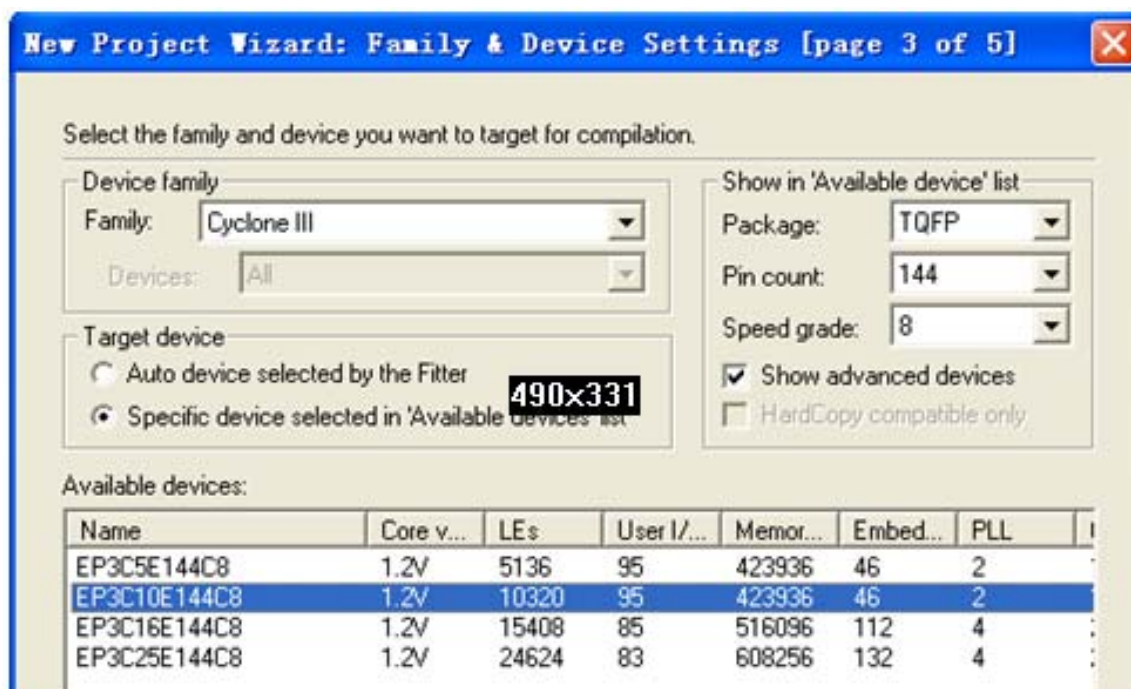 New Project Wizard: Family & Device Settings [page 3 of 5]
Select the family and device you want to target for compilation.
Device family
Family: Cyclone III
Devices: All
Show in 'Available device' list
Package: TQFP
Pin count: 144
Speed grade: 8
Show advanced devices
HardCopy compatible only
Target device
Auto device selected by the Fitter
490x331
Specific device selected in 'Available devices' list
Available devices:
Name Core v... LEs User I/... Memor... Embed... PLL
EP3C5E144C8 1.2V 5136 95 423936 46 2
EP3C10E144C8 1.2V 10320 95 423936 46 2
EP3C16E144C8 1.2V 15408 85 516096 112 4
EP3C25E144C8 1.2V 24624 83 608256 132 4